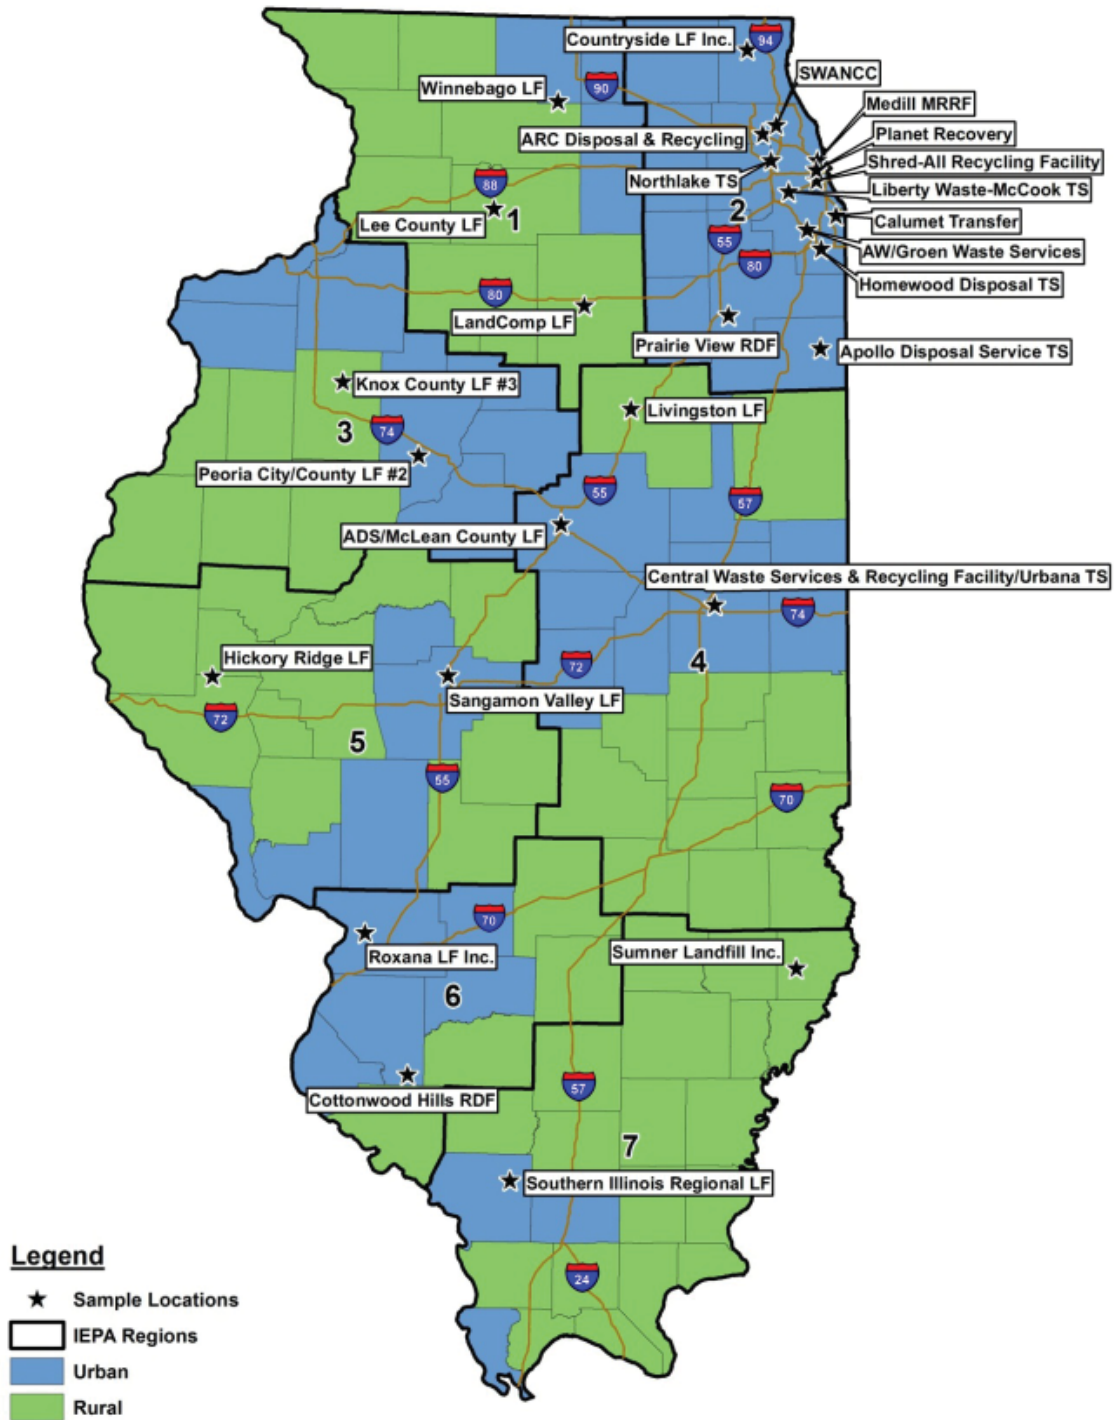 Countryside LF Inc.
94
SWANCC
Winnebago LF
90
Medill MRRF
ARC Disposal & Recycling
Planet Recovery
Shred-All Recycling Facility
Northlake TS
Liberty Waste-McCook TS
88
2
Lee County LF
1
Calumet Transfer
55
AW/Groen Waste Services
80
Homewood Disposal TS
80
LandComp LF
Prairie View RDF
Apollo Disposal Service TS
Knox County LF #3
Livingston LF
3
74
Peoria City/County LF #2
55
57
ADS/McLean County LF
Central Waste Services & Recycling Facility/Urbana TS
74
Hickory Ridge LF
72
4
Sangamon Valley LF
72
5
55
70
70
Roxana LF Inc.
Sumner Landfill Inc.
6
57
Cottonwood Hills RDF
7
Southern Illinois Regional LF
24
Legend
Sample Locations
IEPA Regions
Urban
Rural